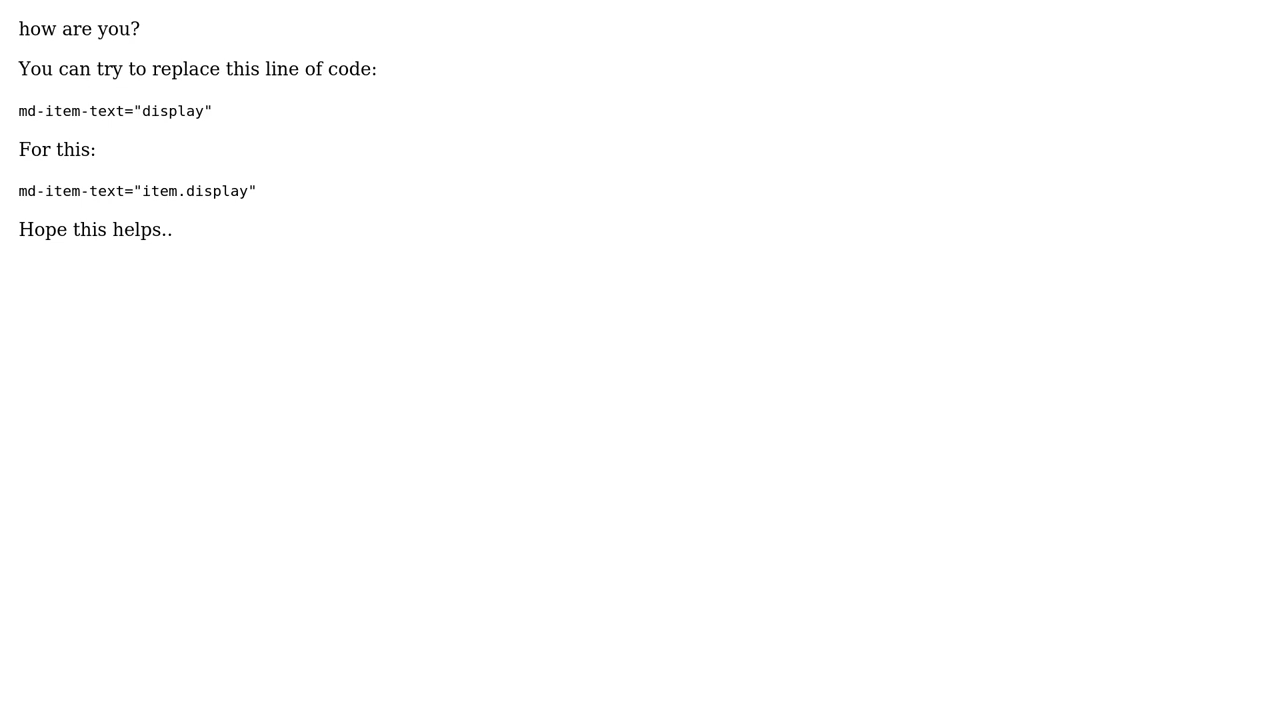 how are you?
You can try to replace this line of code:
md-item-text="display"
For this:
md-item-text="item.display"
Hope this helps..